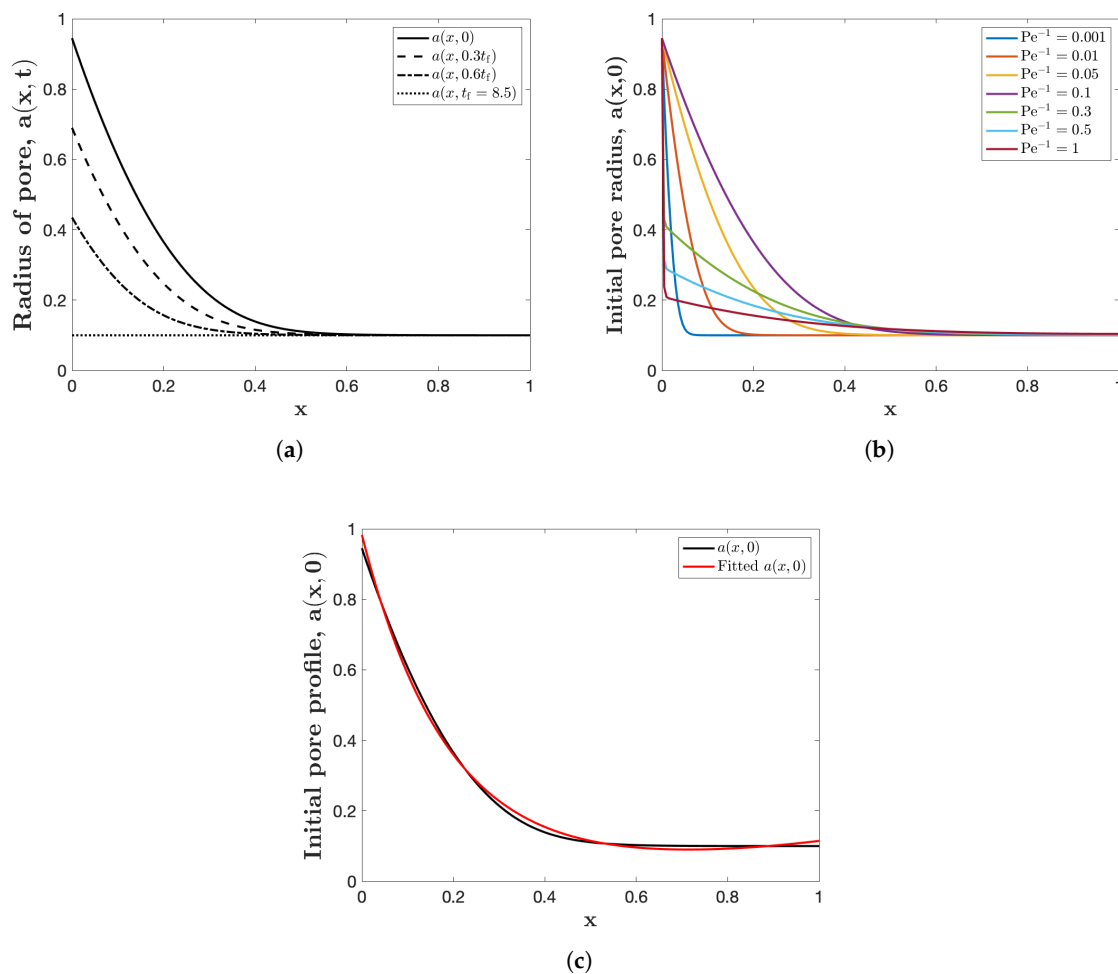 1
0.8
0.6
0.4
0.2
0
0 0.2 0.4 0.6 0.8 1
Radius of pore, a(x,t)
x
a(x, 0)
a(x, 0.3t_f)
a(x, 0.6t_f)
a(x, t_f = 8.5)
(a)
1
0.8
0.6
0.4
0.2
0
0 0.2 0.4 0.6 0.8 1
Initial pore radius, a(x,0)
x
Pe⁻¹ = 0.001
Pe⁻¹ = 0.01
Pe⁻¹ = 0.05
Pe⁻¹ = 0.1
Pe⁻¹ = 0.3
Pe⁻¹ = 0.5
Pe⁻¹ = 1
(b)
1
0.8
0.6
0.4
0.2
0
0 0.2 0.4 0.6 0.8 1
Initial pore profile, a(x,0)
x
a(x, 0)
Fitted a(x, 0)
(c)